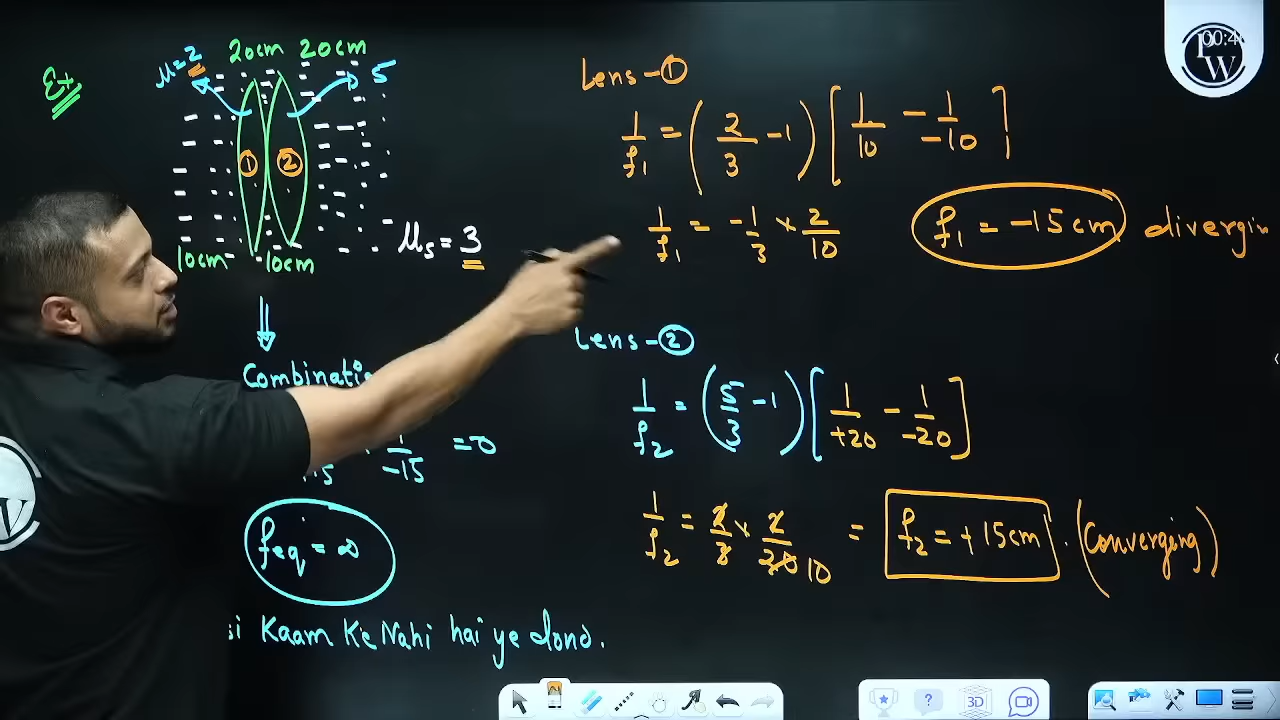 Ex
20cm 20cm
μ=2
5
① ②
μs = 3
10cm 10cm
Combinati
1/-15 = 0
feq = ∞
Kaam Ke Nahi hai ye dono.
Lens-①
1/f₁ = (2/3 - 1) [1/10 - 1/-10]
1/f₁ = -1/3 × 2/10
f₁ = -15cm divergin
Lens-②
1/f₂ = (5/3 - 1) [1/+20 - 1/-20]
1/f₂ = 2/3 × 2/20 10 = f₂ = +15cm. (Converging)
PW
3D